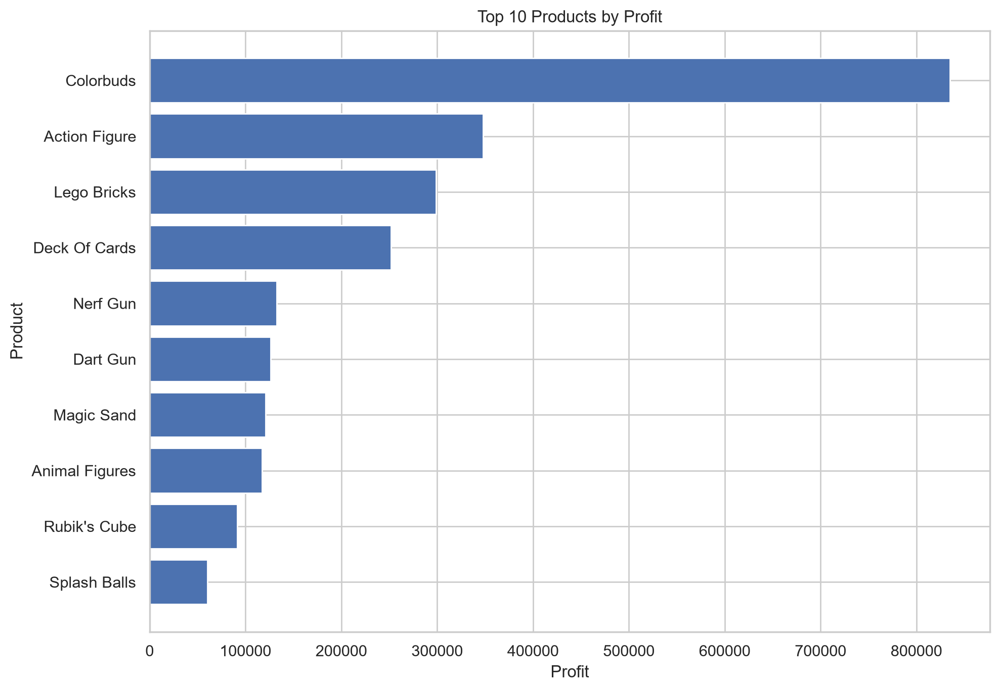 Top 10 Products by Profit
Colorbuds
Action Figure
Lego Bricks
Deck Of Cards
Nerf Gun
Dart Gun
Magic Sand
Animal Figures
Rubik's Cube
Splash Balls
Product
0 100000 200000 300000 400000 500000 600000 700000 800000
Profit